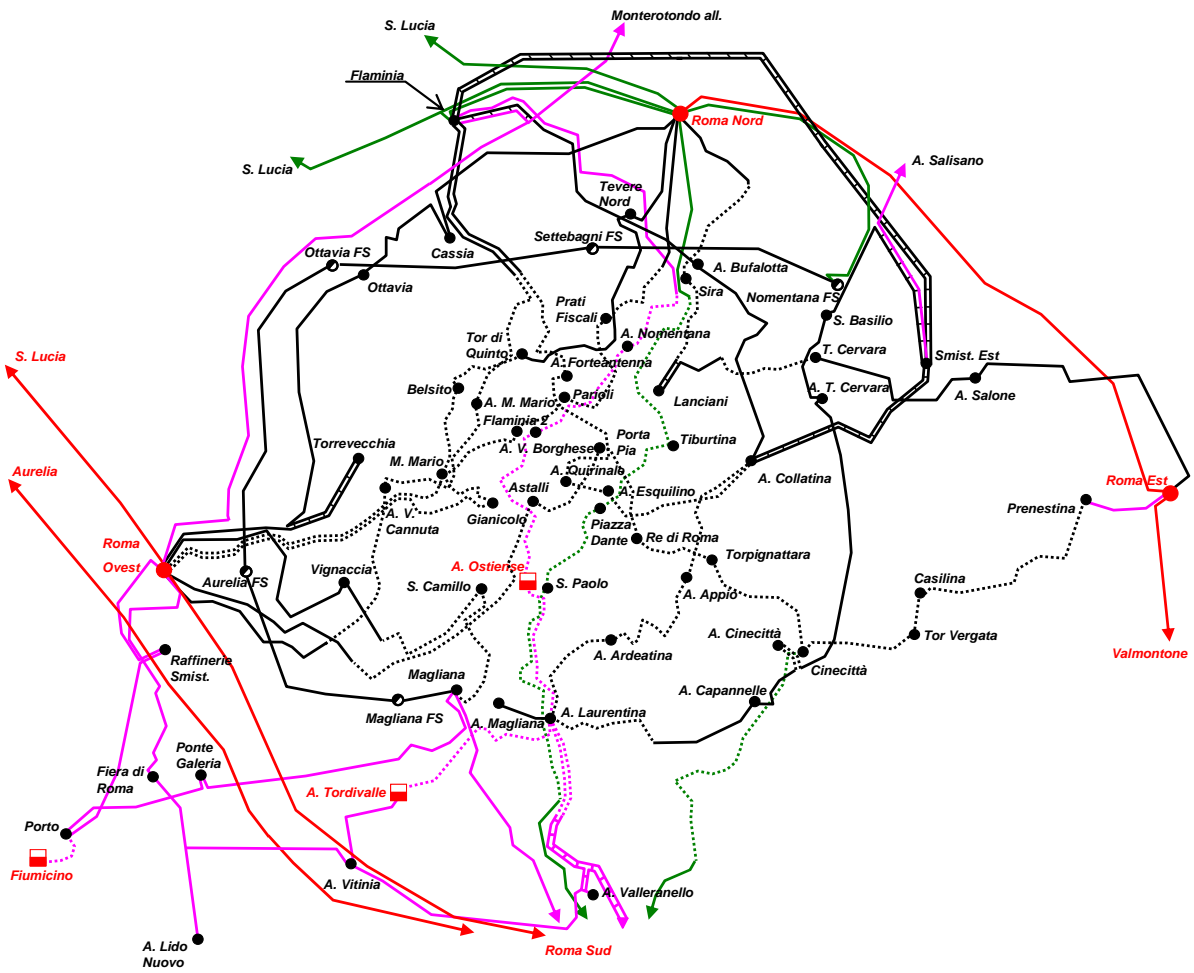 Monterotondo all.
S. Lucia
Flaminia
Roma Nord
S. Lucia
A. Salisano
Tevere
Nord
Settebagni FS
Cassia
Ottavia FS
Ottavia
A. Bufalotta
Sira
Nomentana FS
Prati
Fiscali
S. Basilio
A. Nomentana
Tor di
Quinto
T. Cervara
Smist. Est
S. Lucia
A. Forteantenna
Belsito
Parioli
Lanciani
A. T. Cervara
A. Salone
A. M. Mario
Flaminia 2
Torrevecchia
A. V. Borghese
Porta
Pia
Tiburtina
Aurelia
M. Mario
A. Quirinale
A. Collatina
Roma Est
Astalli
A. Esquilino
Prenestina
A. V.
Cannuta
Gianicolo
Piazza
Dante
Re di Roma
Roma
Ovest
Torpignattara
Aurelia FS
Vignaccia
A. Ostiense
S. Camillo
S. Paolo
A. Appio
Casilina
A. Cinecittà
Tor Vergata
Raffinerie
Smist.
A. Ardeatina
Cinecittà
Valmontone
Magliana
A. Capannelle
Magliana FS
A. Magliana
A. Laurentina
Ponte
Galeria
Fiera di
Roma
A. Tordivalle
Porto
Fiumicino
A. Vitinia
A. Valleranello
A. Lido
Nuovo
Roma Sud